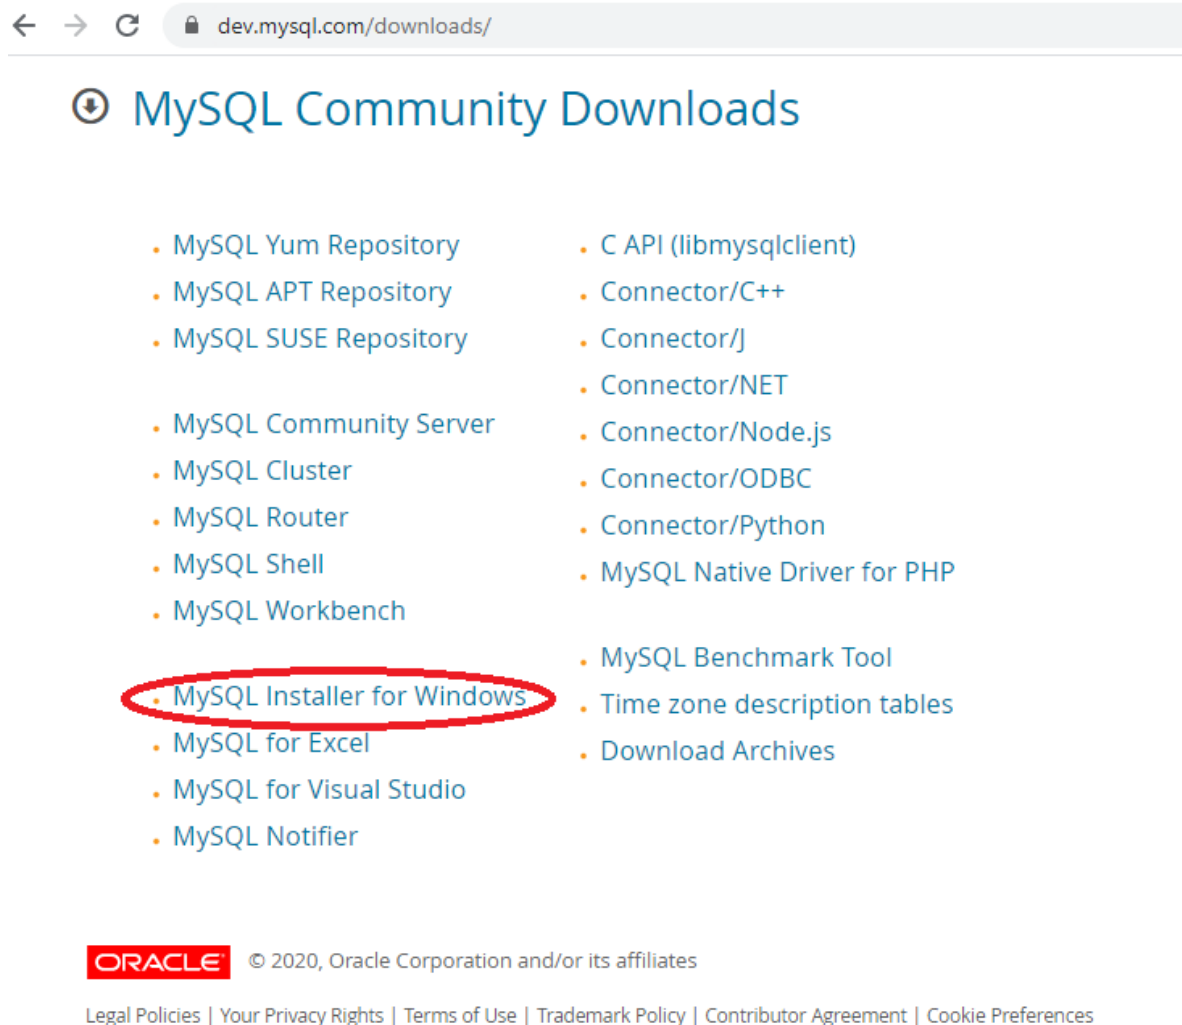 dev.mysql.com/downloads/
MySQL Community Downloads
MySQL Yum Repository
MySQL APT Repository
MySQL SUSE Repository
MySQL Community Server
MySQL Cluster
MySQL Router
MySQL Shell
MySQL Workbench
MySQL Installer for Windows
MySQL for Excel
MySQL for Visual Studio
MySQL Notifier
C API (libmysqlclient)
Connector/C++
Connector/J
Connector/NET
Connector/Node.js
Connector/ODBC
Connector/Python
MySQL Native Driver for PHP
MySQL Benchmark Tool
Time zone description tables
Download Archives
ORACLE © 2020, Oracle Corporation and/or its affiliates
Legal Policies | Your Privacy Rights | Terms of Use | Trademark Policy | Contributor Agreement | Cookie Preferences